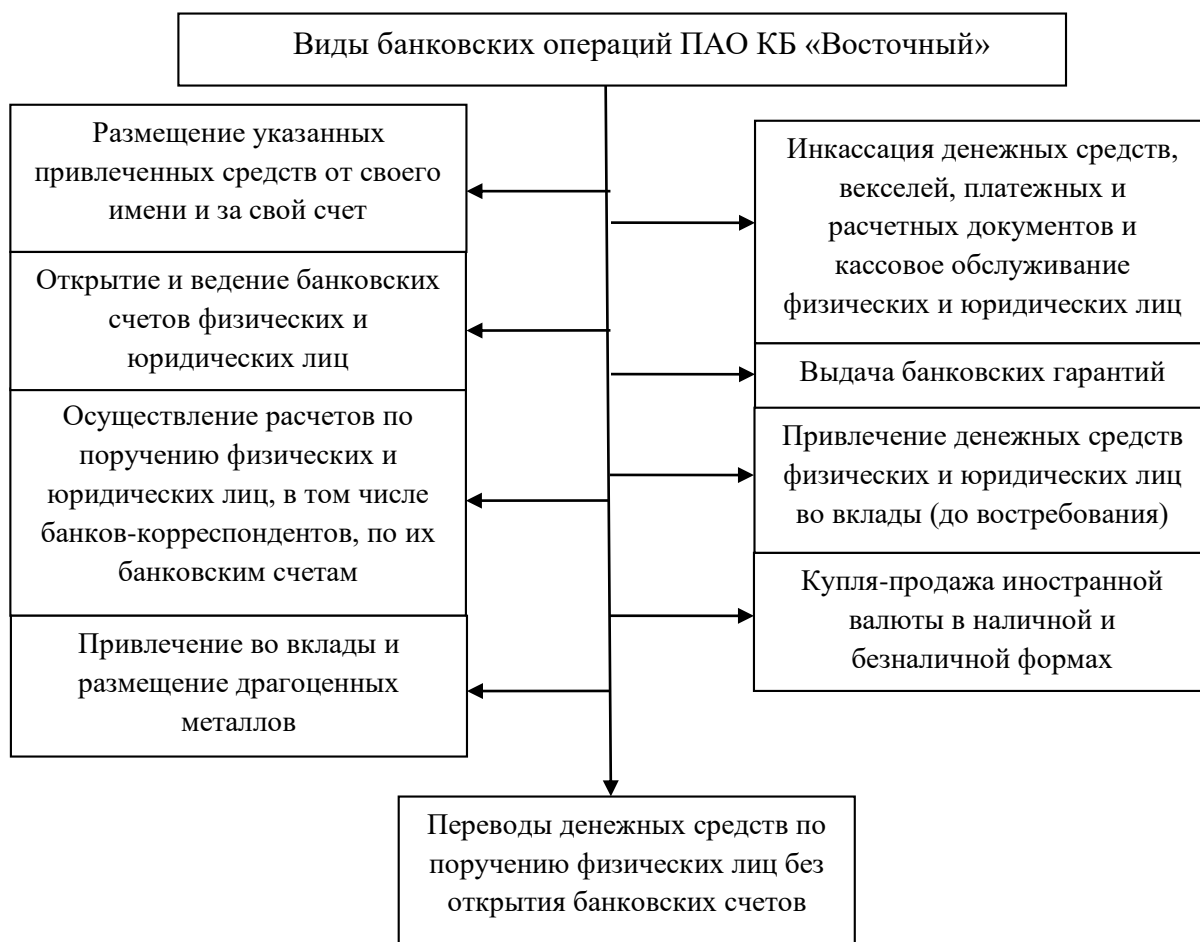 Виды банковских операций ПАО КБ «Восточный»
Размещение указанных
привлеченных средств от своего
имени и за свой счет
Открытие и ведение банковских
счетов физических и
юридических лиц
Осуществление расчетов по
поручению физических и
юридических лиц, в том числе
банков-корреспондентов, по их
банковским счетам
Привлечение во вклады и
размещение драгоценных
металлов
Инкассация денежных средств,
векселей, платежных и
расчетных документов и
кассовое обслуживание
физических и юридических лиц
Выдача банковских гарантий
Привлечение денежных средств
физических и юридических лиц
во вклады (до востребования)
Купля-продажа иностранной
валюты в наличной и
безналичной формах
Переводы денежных средств по
поручению физических лиц без
открытия банковских счетов